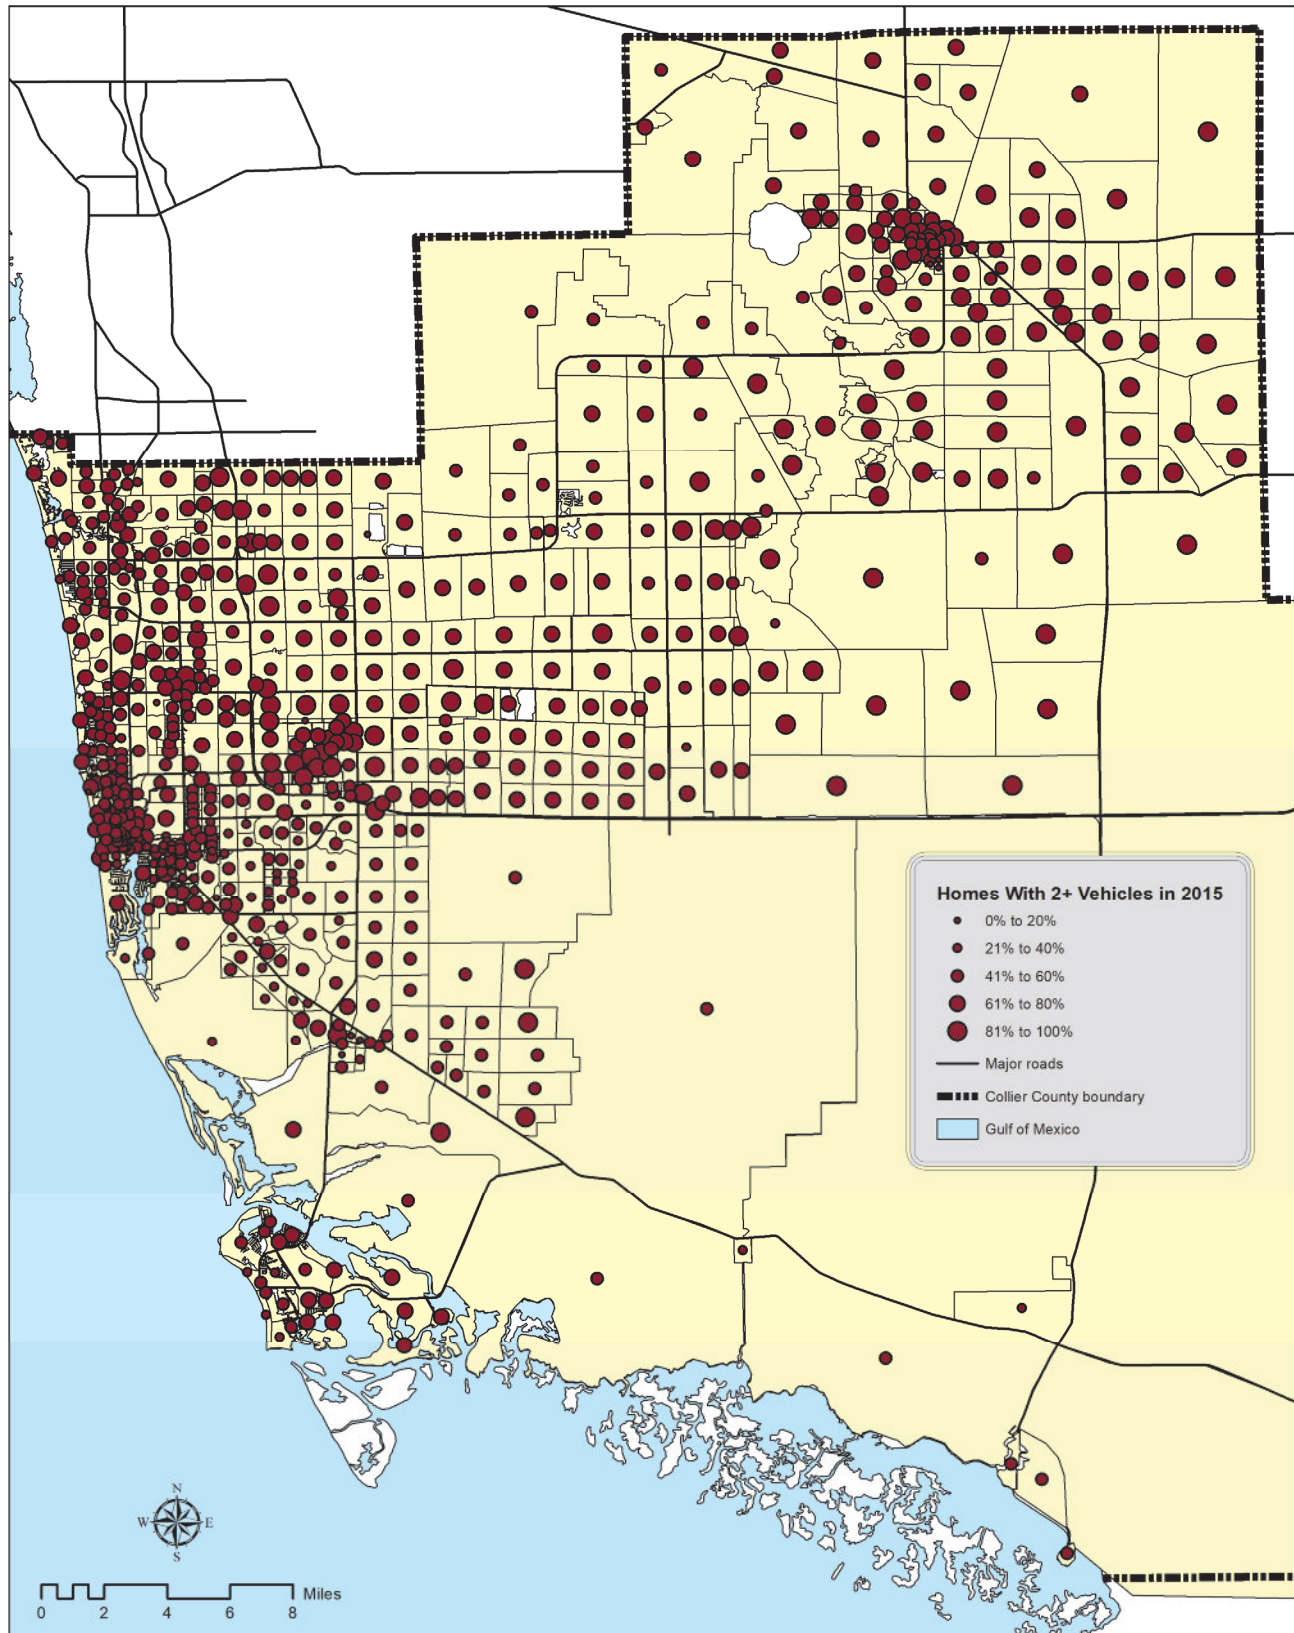 Homes With 2+ Vehicles in 2015
0% to 20%
21% to 40%
41% to 60%
61% to 80%
81% to 100%
Major roads
Collier County boundary
Gulf of Mexico
N
W E
S
Miles
0 2 4 6 8